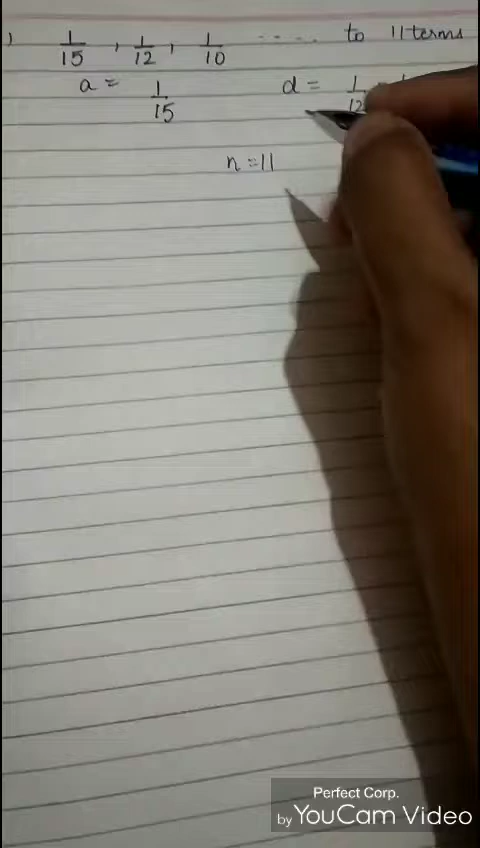 ) 1/15 , 1/12 , 1/10 ..... to 11 terms
a = 1/15 d = 1/12 -
n = 11
Perfect Corp.
by YouCam Video